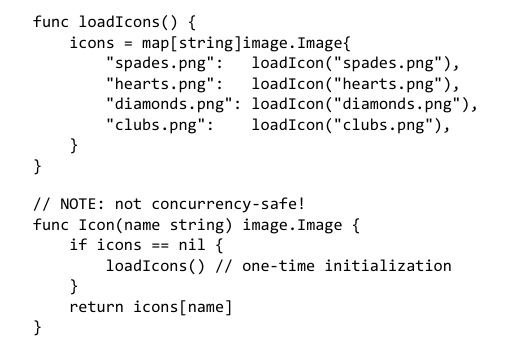 func loadIcons() {
    icons = map[string]image.Image{
        "spades.png":   loadIcon("spades.png"),
        "hearts.png":   loadIcon("hearts.png"),
        "diamonds.png": loadIcon("diamonds.png"),
        "clubs.png":    loadIcon("clubs.png"),
    }
}

// NOTE: not concurrency-safe!
func Icon(name string) image.Image {
    if icons == nil {
        loadIcons() // one-time initialization
    }
    return icons[name]
}